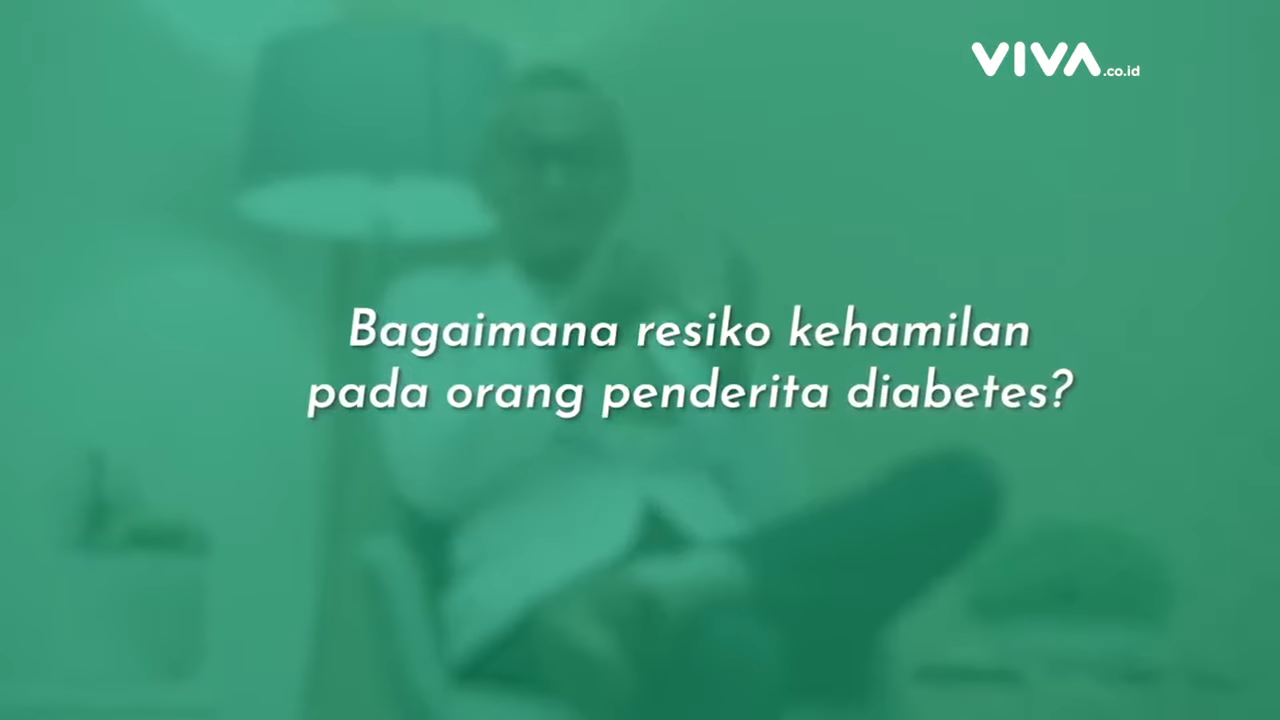 VIVA.co.id
Bagaimana resiko kehamilan
pada orang penderita diabetes?